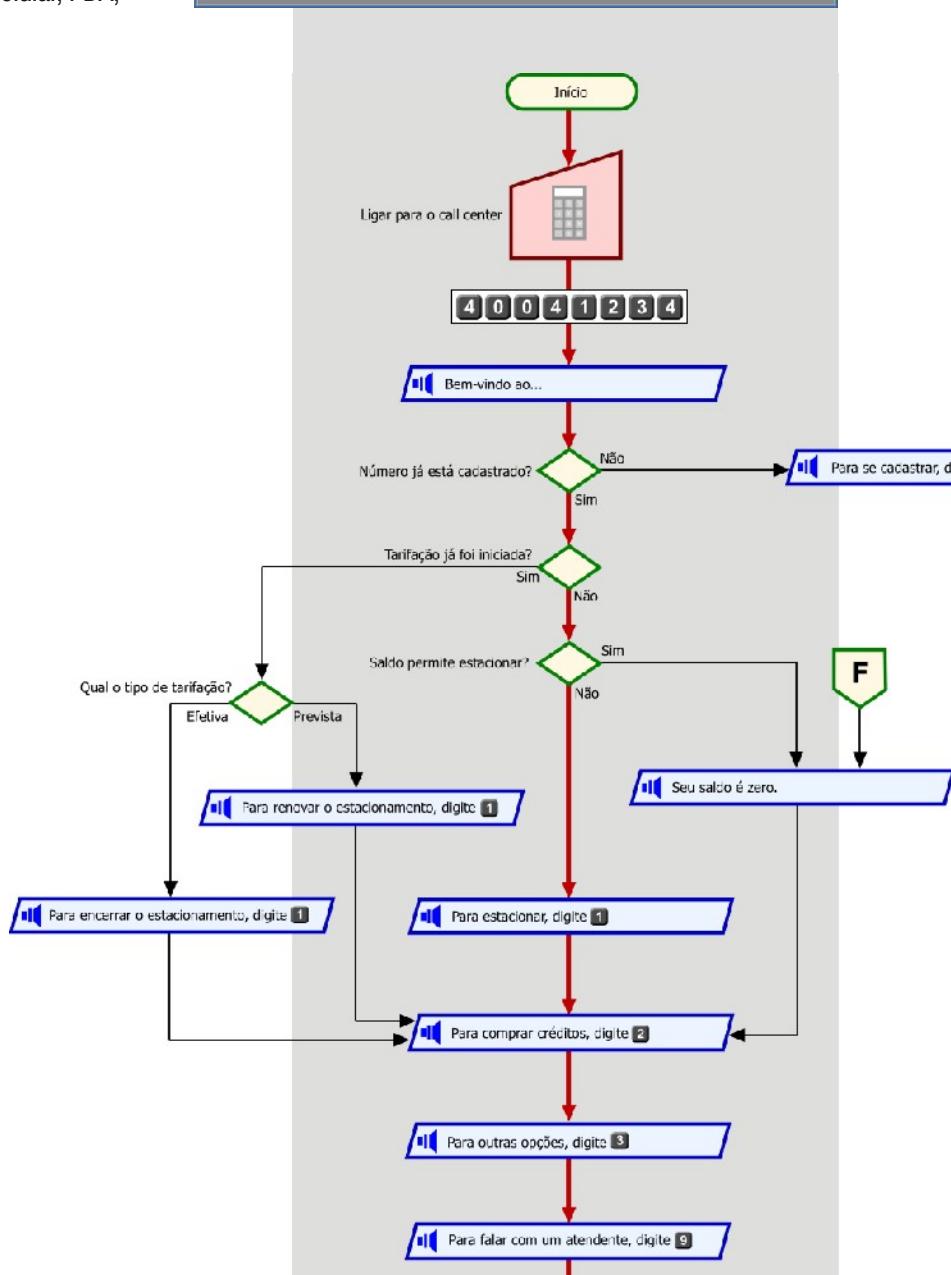 Início
Ligar para o call center
4 0 0 4 1 2 3 4
Bem-vindo ao...
Número já está cadastrado?
Não
Sim
Para se cadastrar, d
Tarifação já foi iniciada?
Sim
Não
Saldo permite estacionar?
Sim
Não
F
Qual o tipo de tarifação?
Efetiva
Prevista
Seu saldo é zero.
Para renovar o estacionamento, digite 1
Para encerrar o estacionamento, digite 1
Para estacionar, digite 1
Para comprar créditos, digite 2
Para outras opções, digite 3
Para falar com um atendente, digite 9